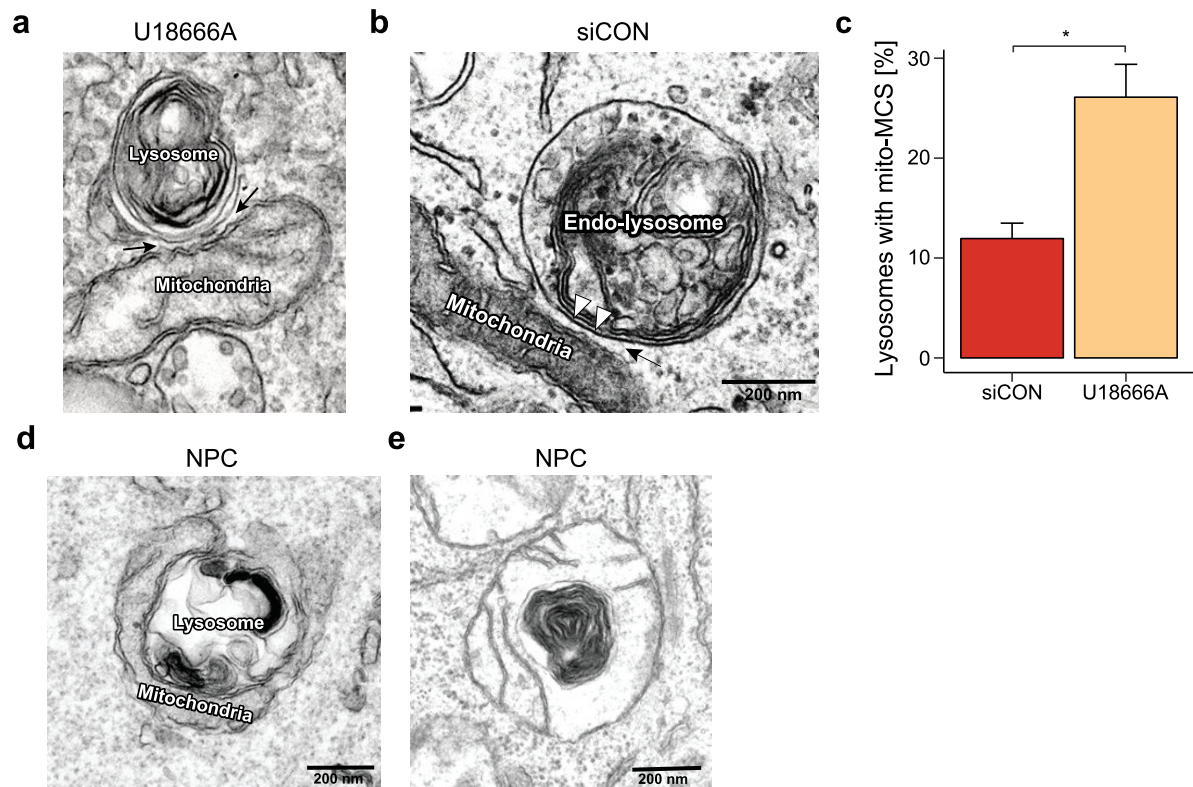 a
U18666A
Lysosome
Mitochondria
b
siCON
Endo-lysosome
Mitochondria
200 nm
c
*
Lysosomes with mito-MCS [%]
30
20
10
0
siCON
U18666A
d
NPC
Lysosome
Mitochondria
200 nm
e
NPC
200 nm